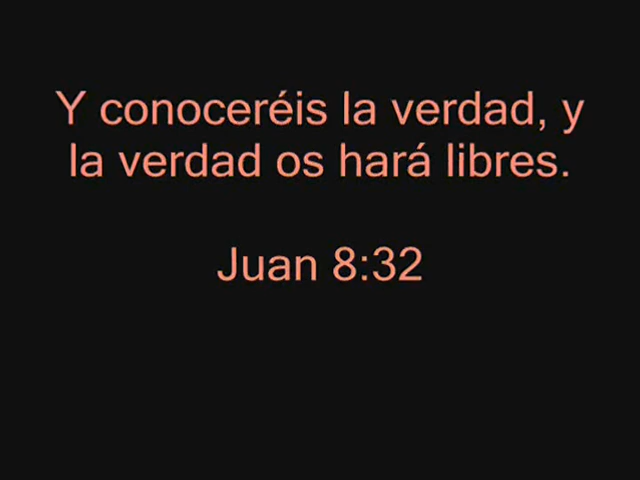 Y conoceréis la verdad, y
la verdad os hará libres.
Juan 8:32